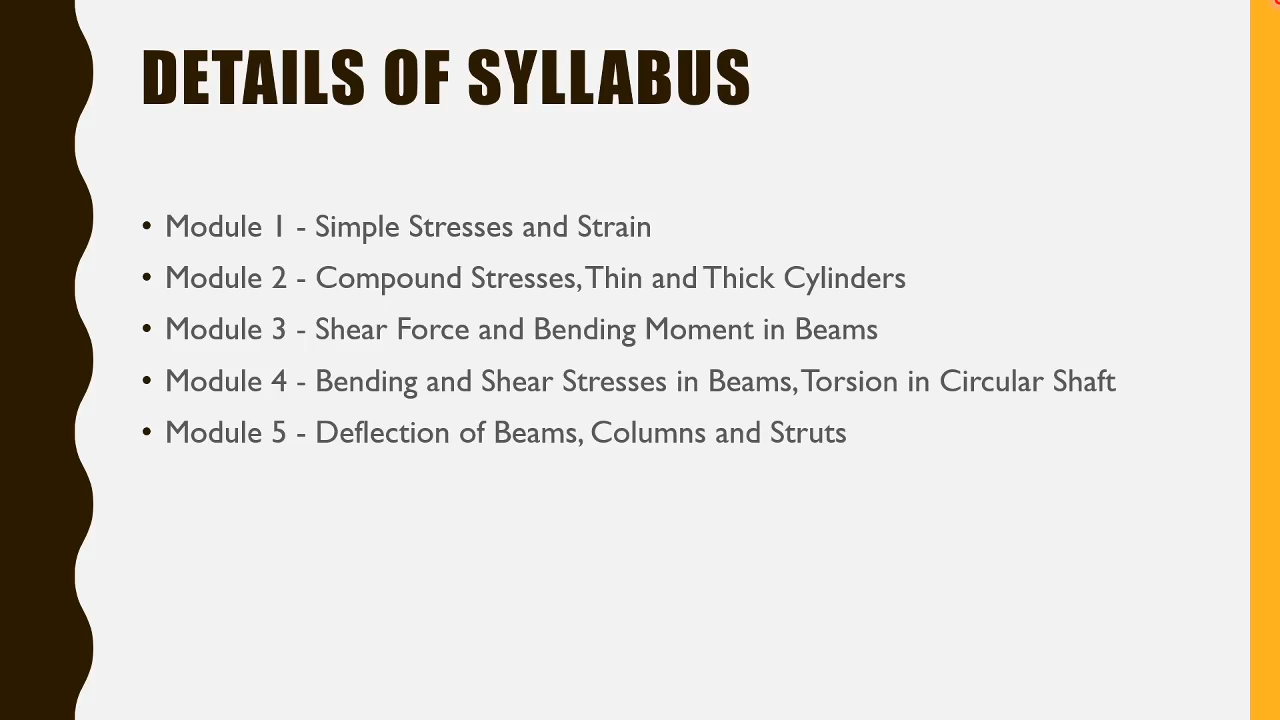 DETAILS OF SYLLABUS
• Module 1 - Simple Stresses and Strain
• Module 2 - Compound Stresses, Thin and Thick Cylinders
• Module 3 - Shear Force and Bending Moment in Beams
• Module 4 - Bending and Shear Stresses in Beams, Torsion in Circular Shaft
• Module 5 - Deflection of Beams, Columns and Struts